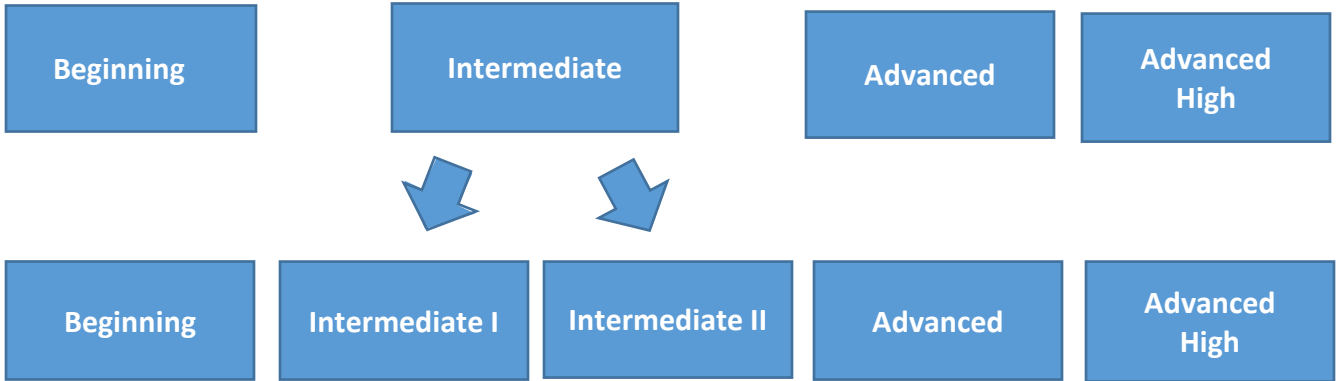 Beginning
Intermediate
Advanced
Advanced
High
Beginning
Intermediate I
Intermediate II
Advanced
Advanced
High